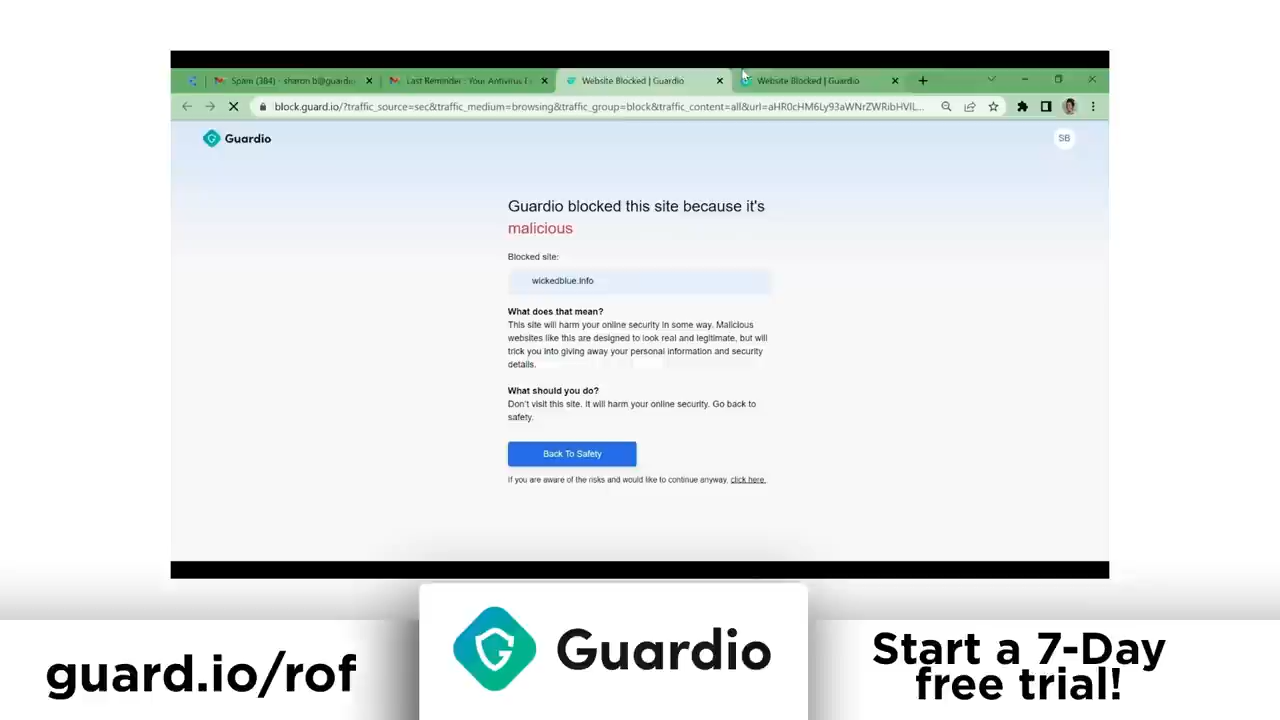 Spam (384) - sharon.b@guardio
Last Reminder : Your Antivirus
Website Blocked | Guardio
Website Blocked | Guardio
block.guard.io/?traffic_source=sec&traffic_medium=browsing&traffic_group=block&traffic_content=all&url=aHR0cHM6Ly93aWNrZWRibHVlL...
Guardio
SB
Guardio blocked this site because it's
malicious
Blocked site:
wickedblue.info
What does that mean?
This site will harm your online security in some way. Malicious
websites like this are designed to look real and legitimate, but will
trick you into giving away your personal information and security
details.
What should you do?
Don't visit this site. It will harm your online security. Go back to
safety.
Back To Safety
If you are aware of the risks and would like to continue anyway, click here.
guard.io/rof
Guardio
Start a 7-Day
free trial!